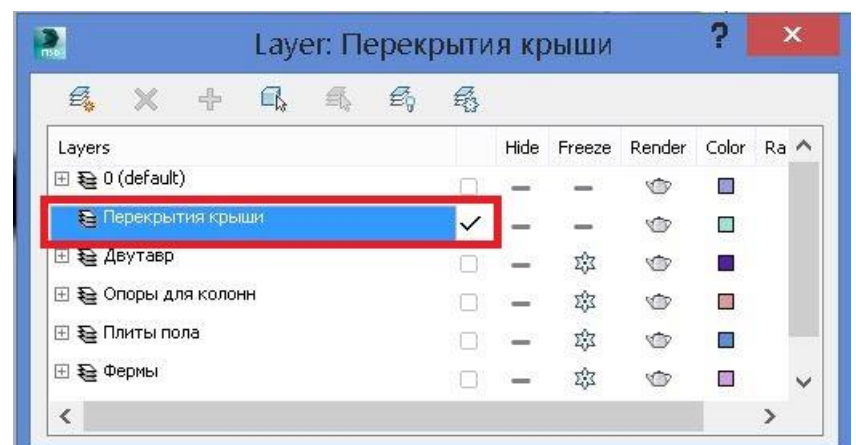 Layer: Перекрытия крыши ? ×
Layers Hide Freeze Render Color Ra
0 (default)
Перекрытия крыши
Двутавр
Опоры для колонн
Плиты пола
Фермы